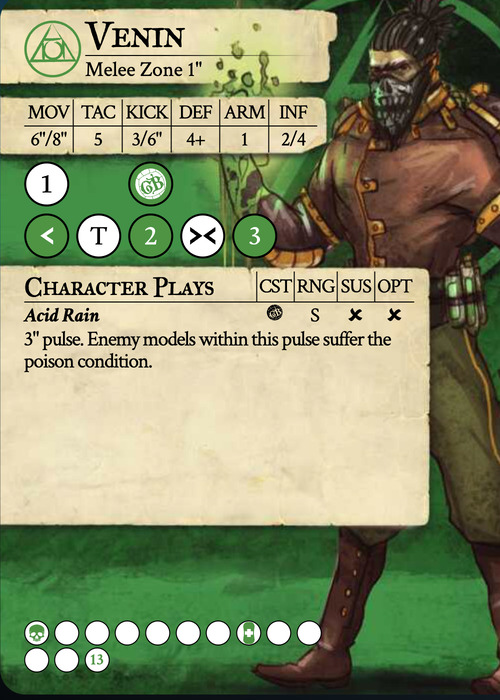 Venin
Melee Zone 1"
MOV TAC KICK DEF ARM INF
6"/8" 5 3/6" 4+ 1 2/4
1 GB
< T 2 >< 3
Character Plays CST RNG SUS OPT
Acid Rain GB S ✖ ✖
3" pulse. Enemy models within this pulse suffer the
poison condition.
13